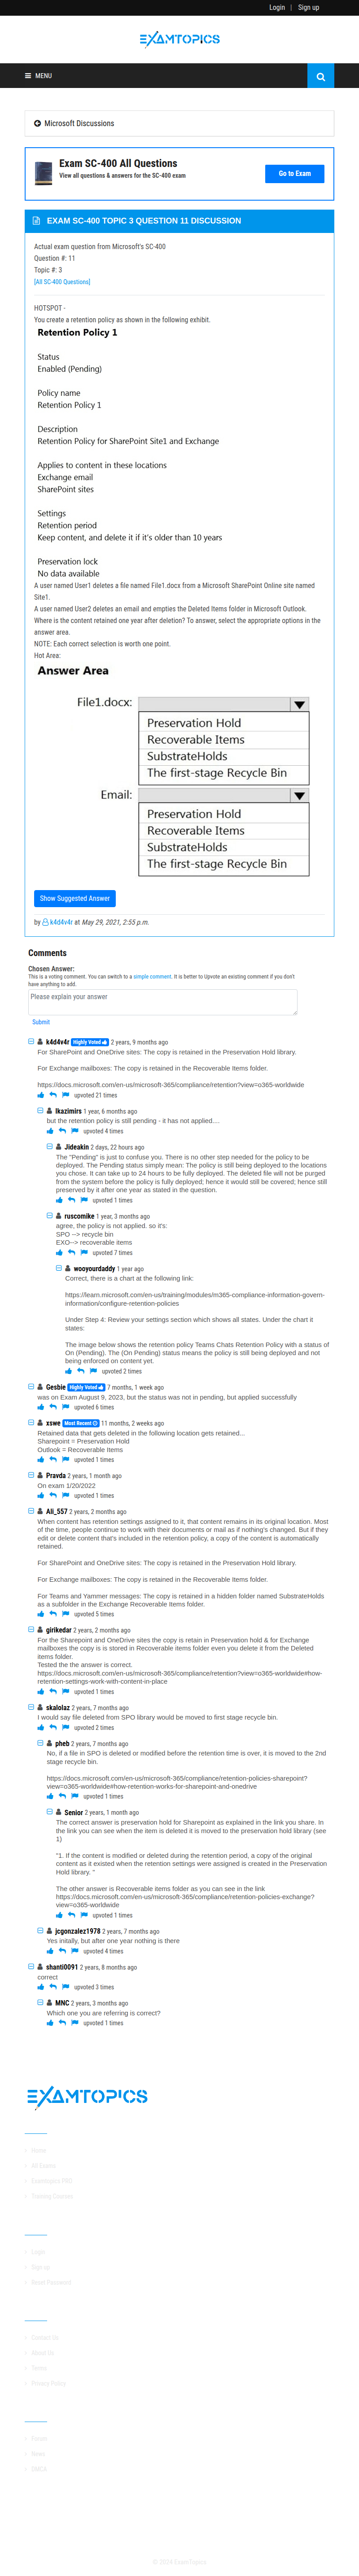 Login | Sign up
EXAMTOPICS
MENU
Microsoft Discussions
Exam SC-400 All Questions
View all questions & answers for the SC-400 exam
Go to Exam
EXAM SC-400 TOPIC 3 QUESTION 11 DISCUSSION
Actual exam question from Microsoft's SC-400
Question #: 11
Topic #: 3
[All SC-400 Questions]
HOTSPOT -
You create a retention policy as shown in the following exhibit.
Retention Policy 1
Status
Enabled (Pending)
Policy name
Retention Policy 1
Description
Retention Policy for SharePoint Site1 and Exchange
Applies to content in these locations
Exchange email
SharePoint sites
Settings
Retention period
Keep content, and delete it if it's older than 10 years
Preservation lock
No data available
A user named User1 deletes a file named File1.docx from a Microsoft SharePoint Online site named
Site1.
A user named User2 deletes an email and empties the Deleted Items folder in Microsoft Outlook.
Where is the content retained one year after deletion? To answer, select the appropriate options in the
answer area.
NOTE: Each correct selection is worth one point.
Hot Area:
Answer Area
File1.docx:
Preservation Hold
Recoverable Items
SubstrateHolds
The first-stage Recycle Bin
Email:
Preservation Hold
Recoverable Items
SubstrateHolds
The first-stage Recycle Bin
Show Suggested Answer
by k4d4v4r at May 29, 2021, 2:55 p.m.
Comments
Chosen Answer:
This is a voting comment. You can switch to a simple comment. It is better to Upvote an existing comment if you don't
have anything to add.
Please explain your answer
Submit
k4d4v4r Highly Voted 2 years, 9 months ago
For SharePoint and OneDrive sites: The copy is retained in the Preservation Hold library.
For Exchange mailboxes: The copy is retained in the Recoverable Items folder.
https://docs.microsoft.com/en-us/microsoft-365/compliance/retention?view=o365-worldwide
upvoted 21 times
Ikazimirs 1 year, 6 months ago
but the retention policy is still pending - it has not applied....
upvoted 4 times
Jideakin 2 days, 22 hours ago
The "Pending" is just to confuse you. There is no other step needed for the policy to be
deployed. The Pending status simply mean: The policy is still being deployed to the locations
you chose. It can take up to 24 hours for policy to fully deployed. The deleted file will not be purged
from the system before the policy is fully deployed; hence it would still be covered; hence still
preserved by it after one year as stated in the question.
upvoted 1 times
ruscomike 1 year, 3 months ago
agree, the policy is not applied. so it's:
SPO --> recycle bin
EXO--> recoverable items
upvoted 7 times
wooyourdaddy 1 year ago
Correct, there is a chart at the following link:
https://learn.microsoft.com/en-us/training/modules/m365-compliance-information-govern-
information/configure-retention-policies
Under Step 4: Review your settings section which shows all states. Under the chart it
states:
The image below shows the retention policy Teams Chats Retention Policy with a status of
On (Pending). The (On Pending) status means the policy is still being deployed and not
being enforced on content yet.
upvoted 2 times
Gesbie Highly Voted 7 months, 1 week ago
was on Exam August 9, 2023, but the status was not in pending, but applied successfully
upvoted 6 times
xswe Most Recent 11 months, 2 weeks ago
Retained data that gets deleted in the following location gets retained...
Sharepoint = Preservation Hold
Outlook = Recoverable Items
upvoted 1 times
Pravda 2 years, 1 month ago
On exam 1/20/2022
upvoted 1 times
Ali_557 2 years, 2 months ago
When content has retention settings assigned to it, that content remains in its original location. Most
of the time, people continue to work with their documents or mail as if nothing's changed. But if they
edit or delete content that's included in the retention policy, a copy of the content is automatically
retained.
For SharePoint and OneDrive sites: The copy is retained in the Preservation Hold library.
For Exchange mailboxes: The copy is retained in the Recoverable Items folder.
For Teams and Yammer messages: The copy is retained in a hidden folder named SubstrateHolds
as a subfolder in the Exchange Recoverable Items folder.
upvoted 5 times
girikedar 2 years, 2 months ago
For the Sharepoint and OneDrive sites the copy is retain in Preservation hold & for Exchange
mailboxes the copy is is stored in Recoverable items folder even you delete it from the Deleted
items folder.
Tested the the answer is correct.
https://docs.microsoft.com/en-us/microsoft-365/compliance/retention?view=o365-worldwide#how-
retention-settings-work-with-content-in-place
upvoted 1 times
skalolaz 2 years, 7 months ago
I would say file deleted from SPO library would be moved to first stage recycle bin.
upvoted 2 times
pheb 2 years, 7 months ago
No, if a file in SPO is deleted or modified before the retention time is over, it is moved to the 2nd
stage recycle bin.
https://docs.microsoft.com/en-us/microsoft-365/compliance/retention-policies-sharepoint?
view=o365-worldwide#how-retention-works-for-sharepoint-and-onedrive
upvoted 1 times
Senior 2 years, 1 month ago
The correct answer is preservation hold for Sharepoint as explained in the link you share. In
the link you can see when the item is deleted it is moved to the preservation hold library (see
1)
"1. If the content is modified or deleted during the retention period, a copy of the original
content as it existed when the retention settings were assigned is created in the Preservation
Hold library. "
The other answer is Recoverable items folder as you can see in the link
https://docs.microsoft.com/en-us/microsoft-365/compliance/retention-policies-exchange?
view=o365-worldwide
upvoted 1 times
jcgonzalez1978 2 years, 7 months ago
Yes initally, but after one year nothing is there
upvoted 4 times
shanti0091 2 years, 8 months ago
correct
upvoted 3 times
MNC 2 years, 3 months ago
Which one you are referring is correct?
upvoted 1 times
EXAMTOPICS
Home
All Exams
Examtopics PRO
Training Courses
Login
Sign up
Reset Password
Contact Us
About Us
Terms
Privacy Policy
Forum
News
DMCA
© 2024 ExamTopics